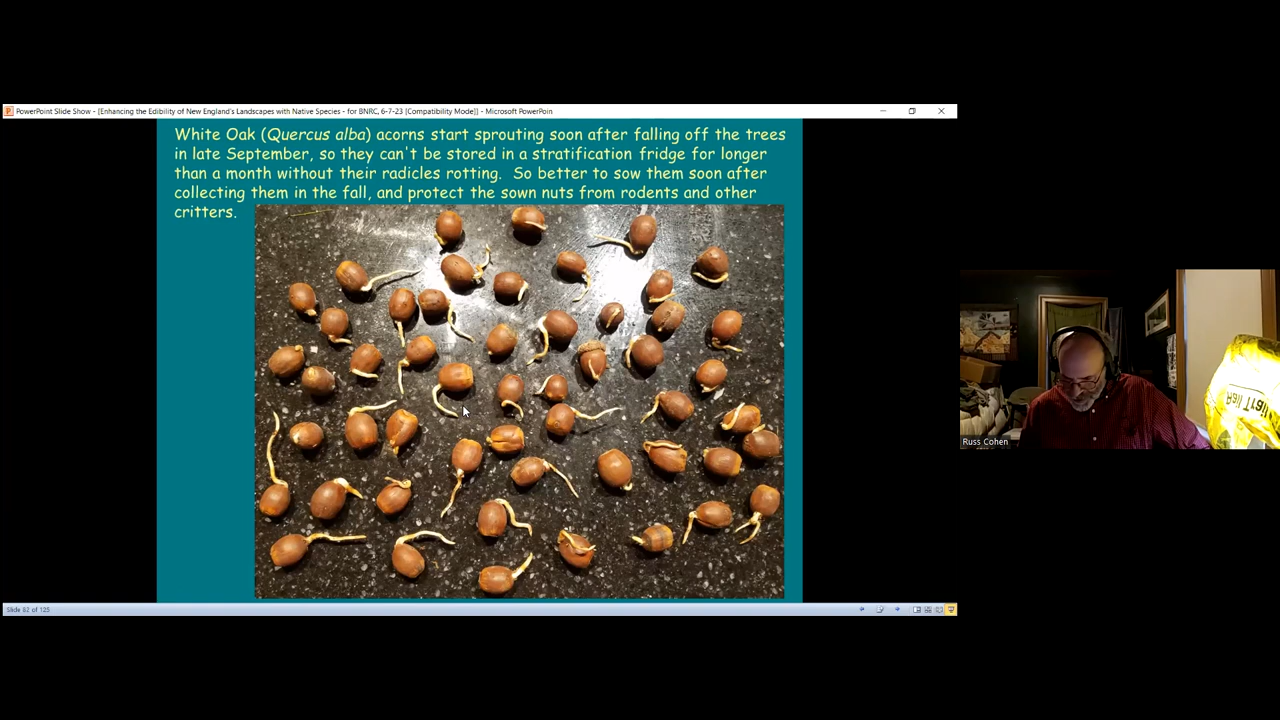 PowerPoint Slide Show - [Enhancing the Edibility of New England's Landscapes with Native Species - for BNRC, 6-7-23 [Compatibility Mode]] - Microsoft PowerPoin
White Oak (Quercus alba) acorns start sprouting soon after falling off the trees
in late September, so they can't be stored in a stratification fridge for longer
than a month without their radicles rotting. So better to sow them soon after
collecting them in the fall, and protect the sown nuts from rodents and other
critters.
Russ Cohen
Slide 82 of 125